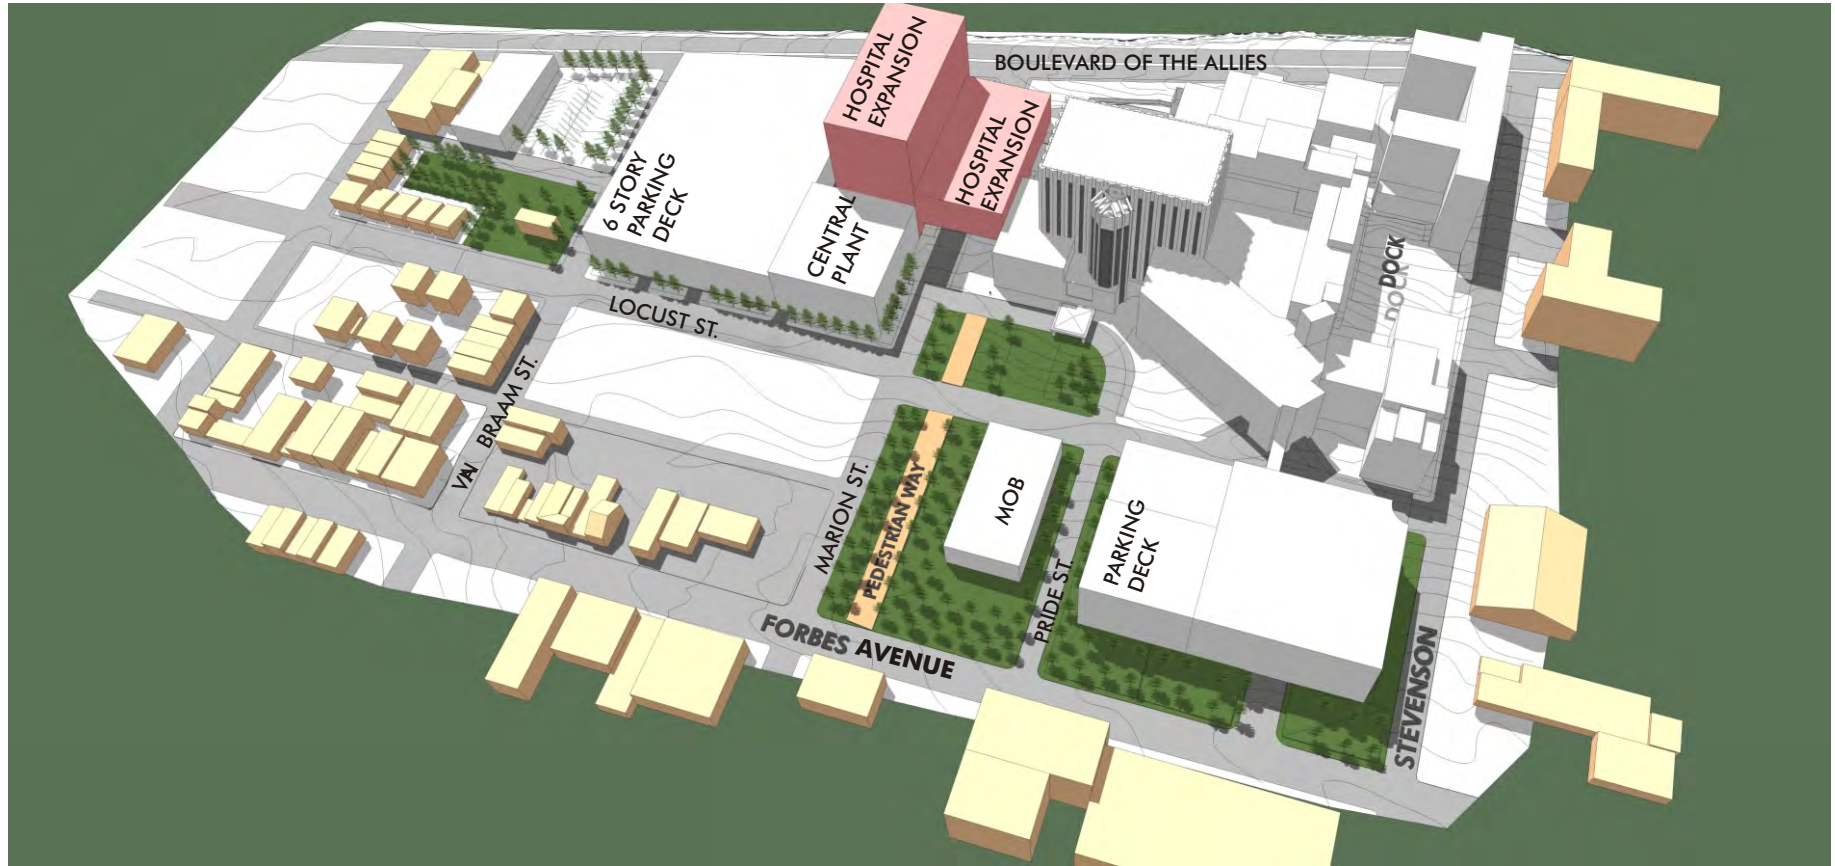 HOSPITAL
EXPANSION
BOULEVARD OF THE ALLIES
HOSPITAL
EXPANSION
6 STORY
PARKING
DECK
CENTRAL
PLANT
DOCK
DOCK
LOCUST ST.
VAN BRAAM ST.
MARION ST.
PEDESTRIAN WAY
MOB
PARKING
DECK
PRIDE ST.
FORBES AVENUE
STEVENSON